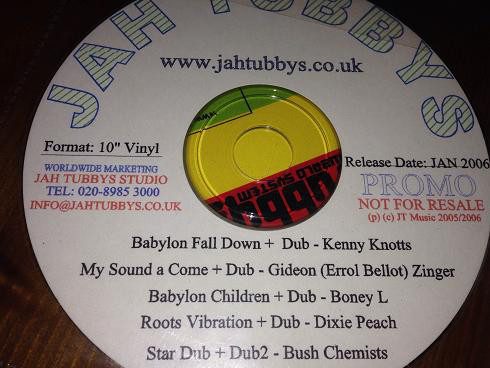 JAH TUBBYS
www.jahtubbys.co.uk
Format: 10" Vinyl
WORLDWIDE MARKETING
JAH TUBBYS STUDIO
TEL: 020-8985 3000
INFO@JAHTUBBYS.CO.UK
Release Date: JAN 2006
PROMO
NOT FOR RESALE
(p) (c) JT Music 2005/2006
WORLD SYSTEM
Babylon Fall Down + Dub - Kenny Knotts
My Sound a Come + Dub - Gideon (Errol Bellot) Zinger
Babylon Children + Dub - Boney L
Roots Vibration + Dub - Dixie Peach
Star Dub + Dub2 - Bush Chemists